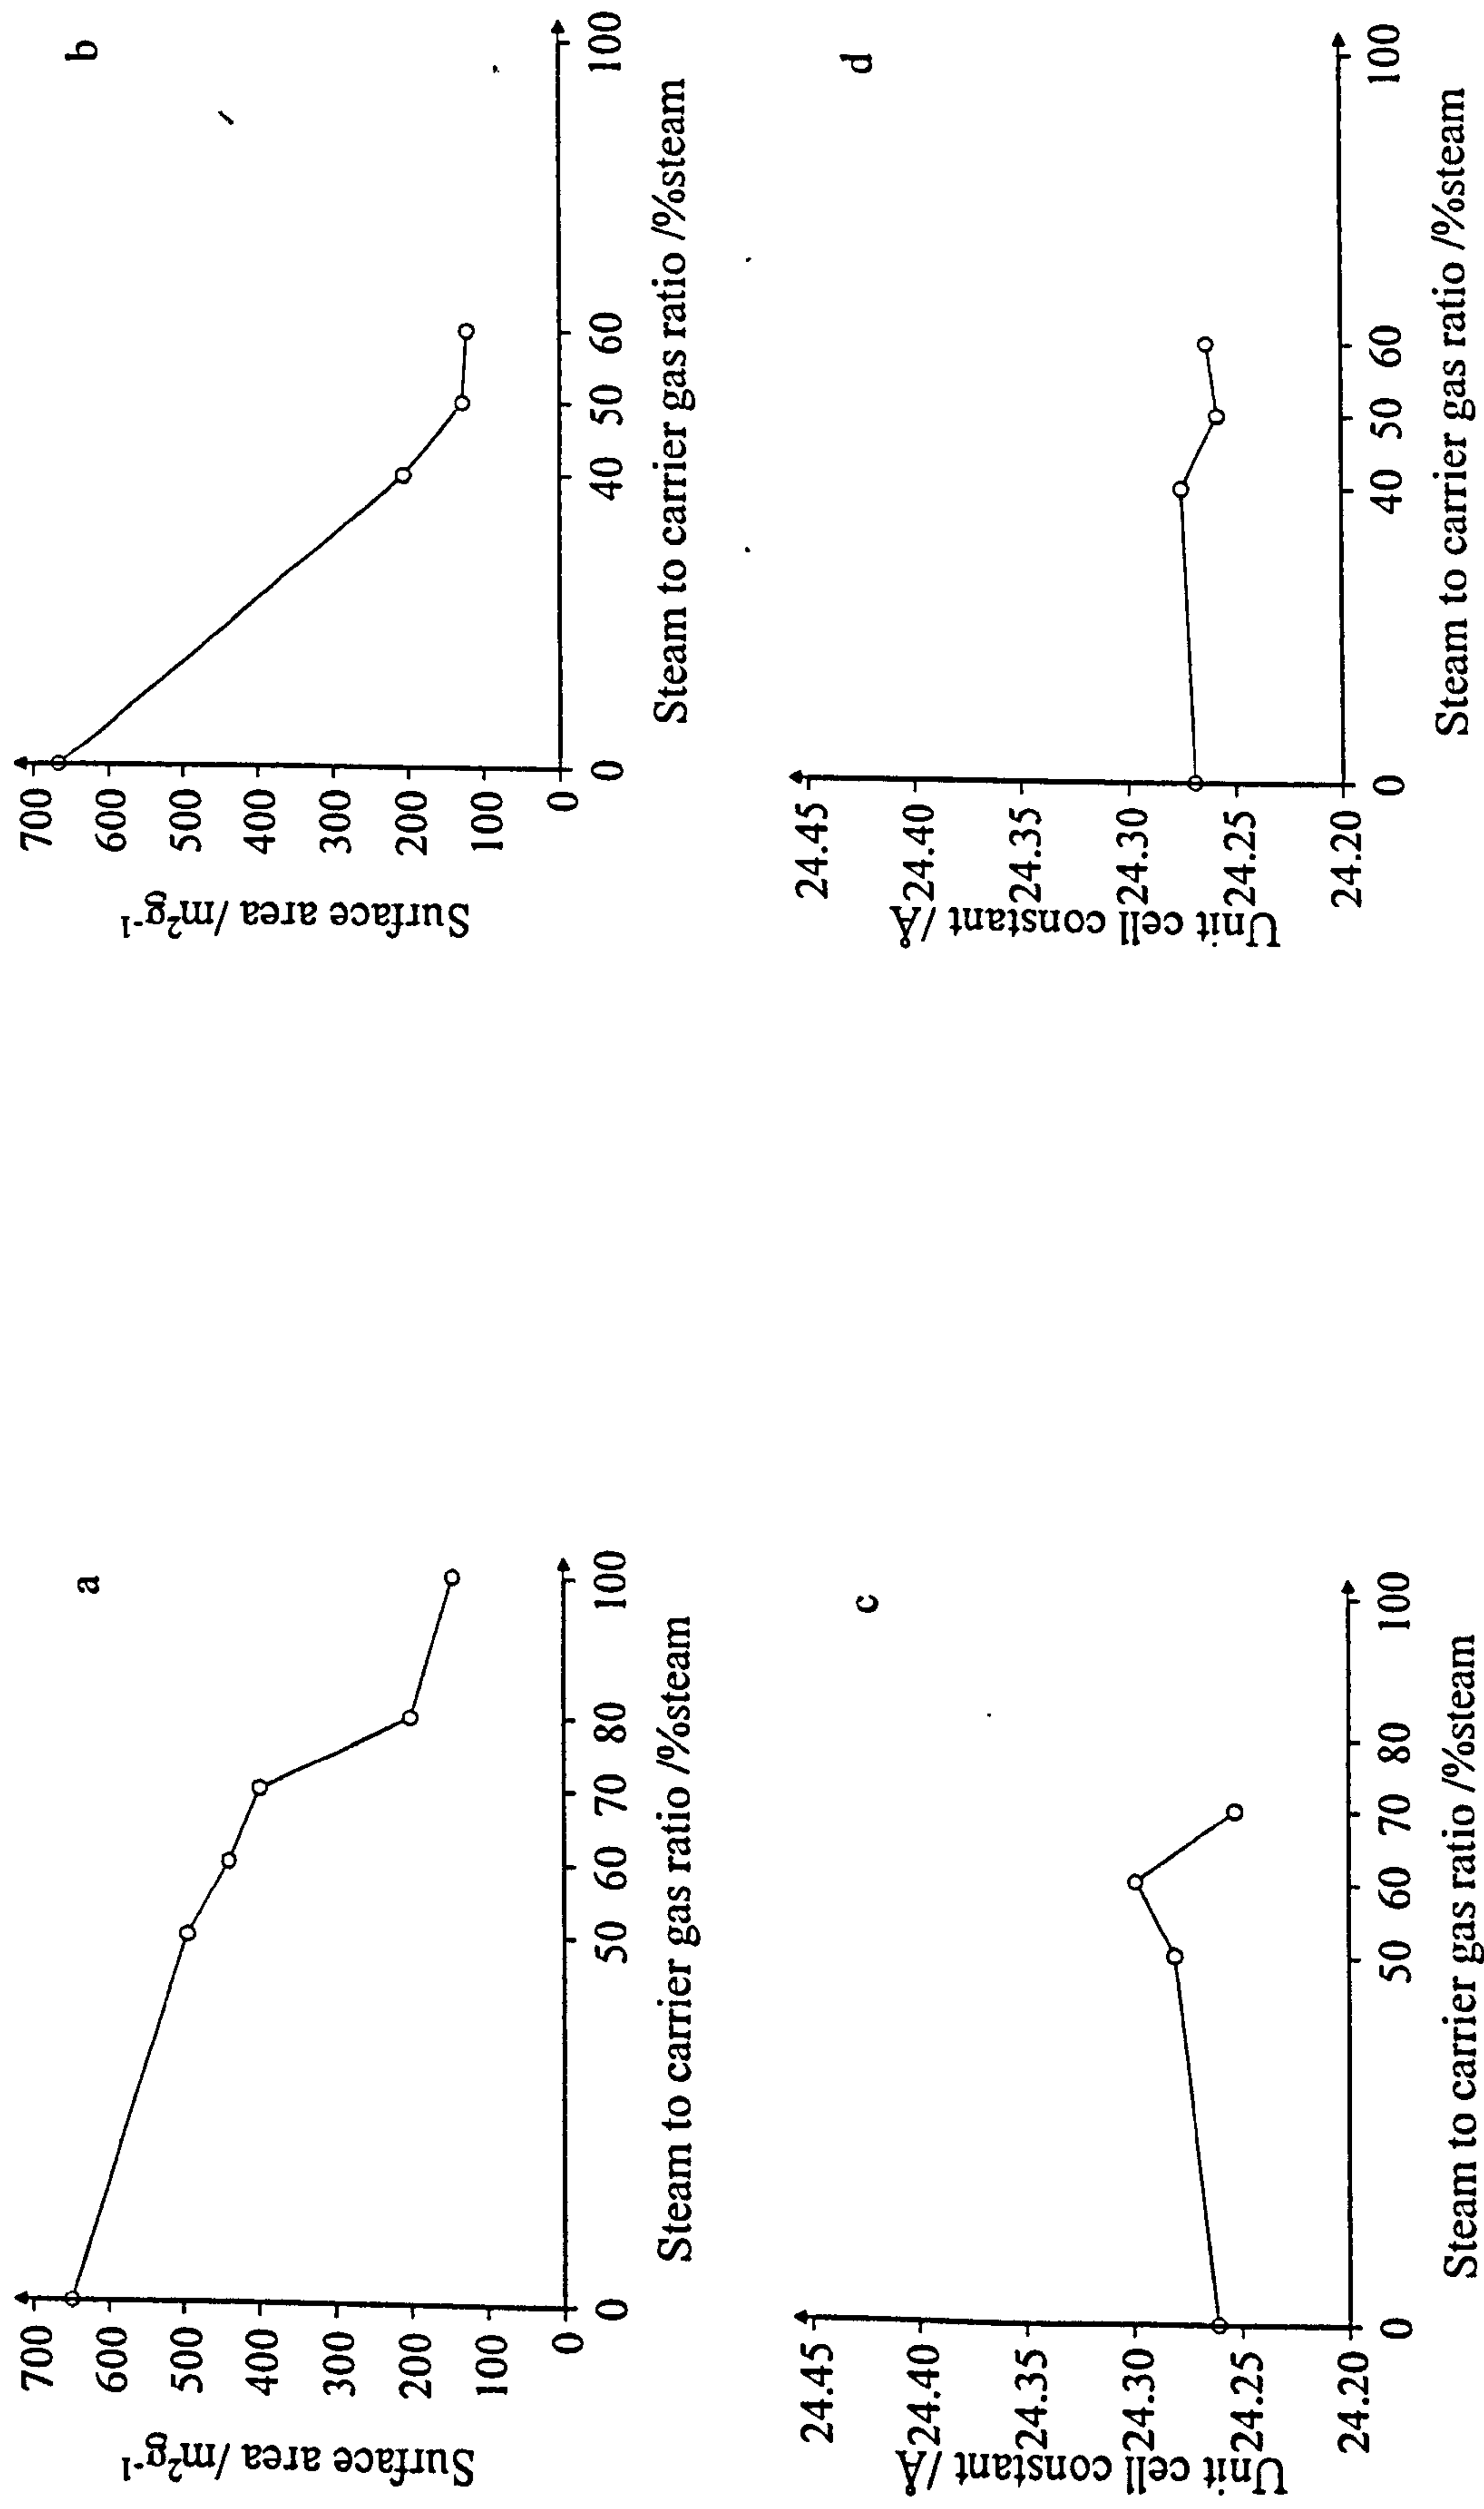 a
Surface area /m²g⁻¹
700
600
500
400
300
200
100
0
0 50 60 70 80 100
Steam to carrier gas ratio /%steam
b
Surface area /m²g⁻¹
700
600
500
400
300
200
100
0
0 40 50 60 100
Steam to carrier gas ratio /%steam
c
Unit cell constant /Å
24.45
24.40
24.35
24.30
24.25
24.20
0 50 60 70 80 100
Steam to carrier gas ratio /%steam
d
Unit cell constant /Å
24.45
24.40
24.35
24.30
24.25
24.20
0 40 50 60 100
Steam to carrier gas ratio /%steam